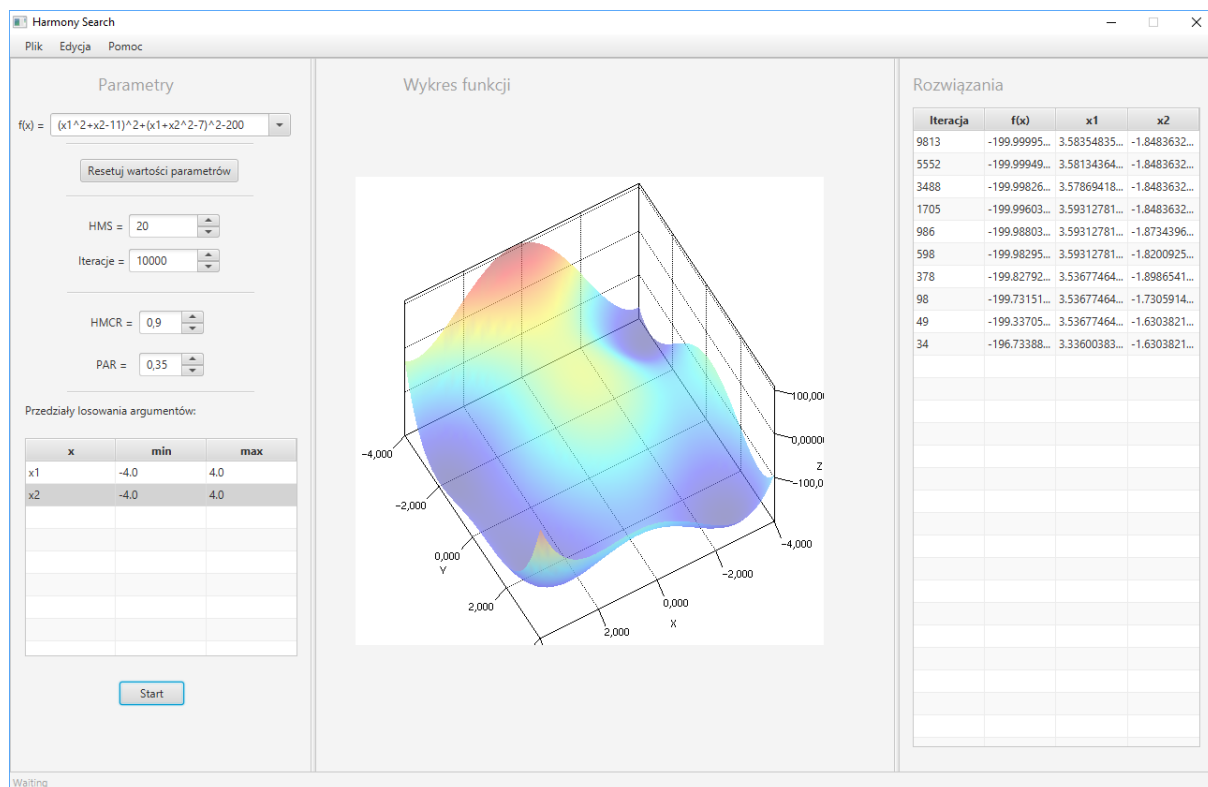 Harmony Search
Plik Edycja Pomoc
Parametry
f(x) = (x1^2+x2-11)^2+(x1+x2^2-7)^2-200
Resetuj wartości parametrów
HMS = 20
Iteracje = 10000
HMCR = 0,9
PAR = 0,35
Przedziały losowania argumentów:
x min max
x1 -4.0 4.0
x2 -4.0 4.0
Start
Waiting
Wykres funkcji
100,00
0,0000
Z
-100,0
-4,000
-2,000
0,000
Y
2,000
-4,000
-2,000
0,000
X
2,000
Rozwiązania
Iteracja f(x) x1 x2
9813 -199.99995... 3.58354835... -1.8483632...
5552 -199.99949... 3.58134364... -1.8483632...
3488 -199.99826... 3.57869418... -1.8483632...
1705 -199.99603... 3.59312781... -1.8483632...
986 -199.98803... 3.59312781... -1.8734396...
598 -199.98295... 3.59312781... -1.8200925...
378 -199.82792... 3.53677464... -1.8986541...
98 -199.73151... 3.53677464... -1.7305914...
49 -199.33705... 3.53677464... -1.6303821...
34 -196.73388... 3.33600383... -1.6303821...